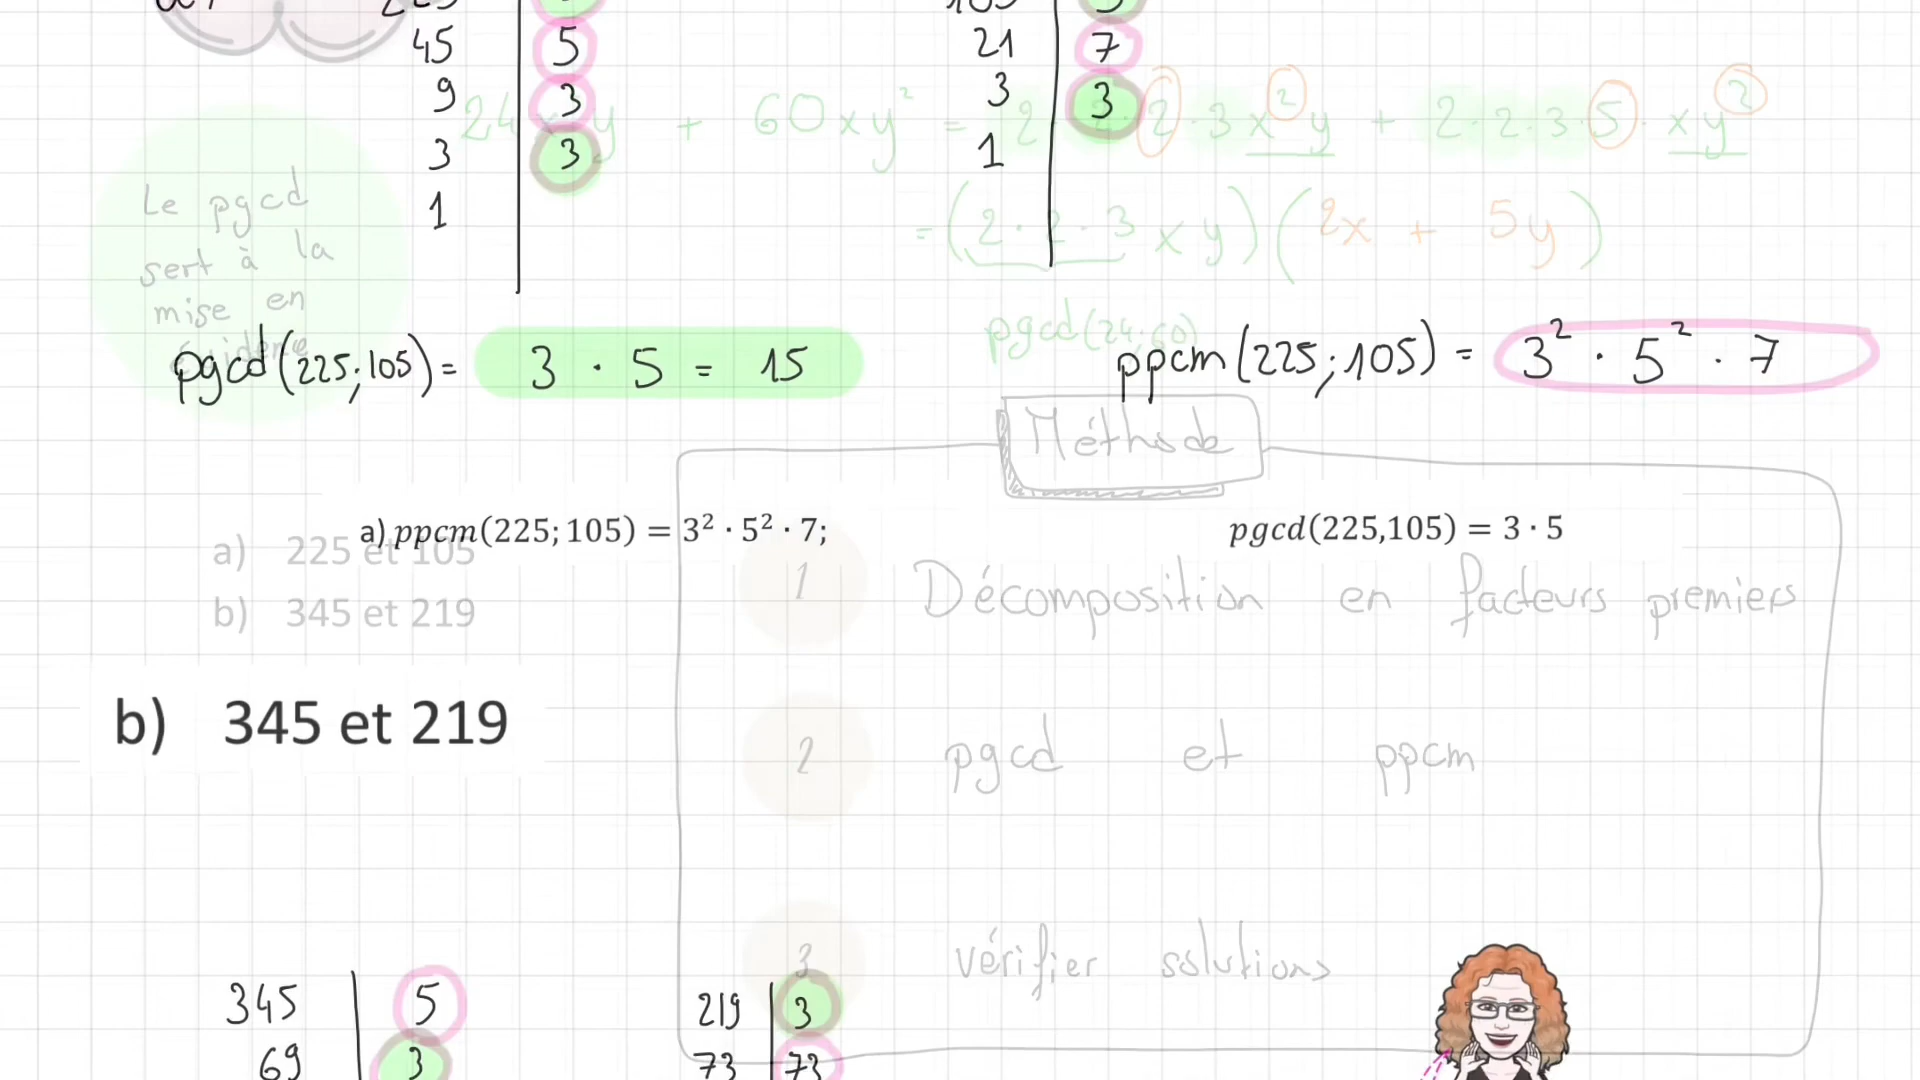 45 | 5
9 | 3
3 | 3
1
21 | 7
3 | 3
1
+ 60xy² = 2 · 2 · 3 x² y + 2 · 2 · 3 · 5 · xy²
= (2 · 2 · 3 xy)(2x + 5y)
Le pgcd
sert à la
mise en
pgcd(24;60)
pgcd(225;105) = 3 · 5 = 15
ppcm(225;105) = 3² · 5² · 7
Méthode
a) ppcm(225; 105) = 3² · 5² · 7;
pgcd(225,105) = 3 · 5
a) 225 et 105
b) 345 et 219
1 Décomposition en facteurs premiers
b) 345 et 219
2 pgcd et ppcm
3 vérifier solutions
345 | 5
69 | 3
219 | 3
73 | 73